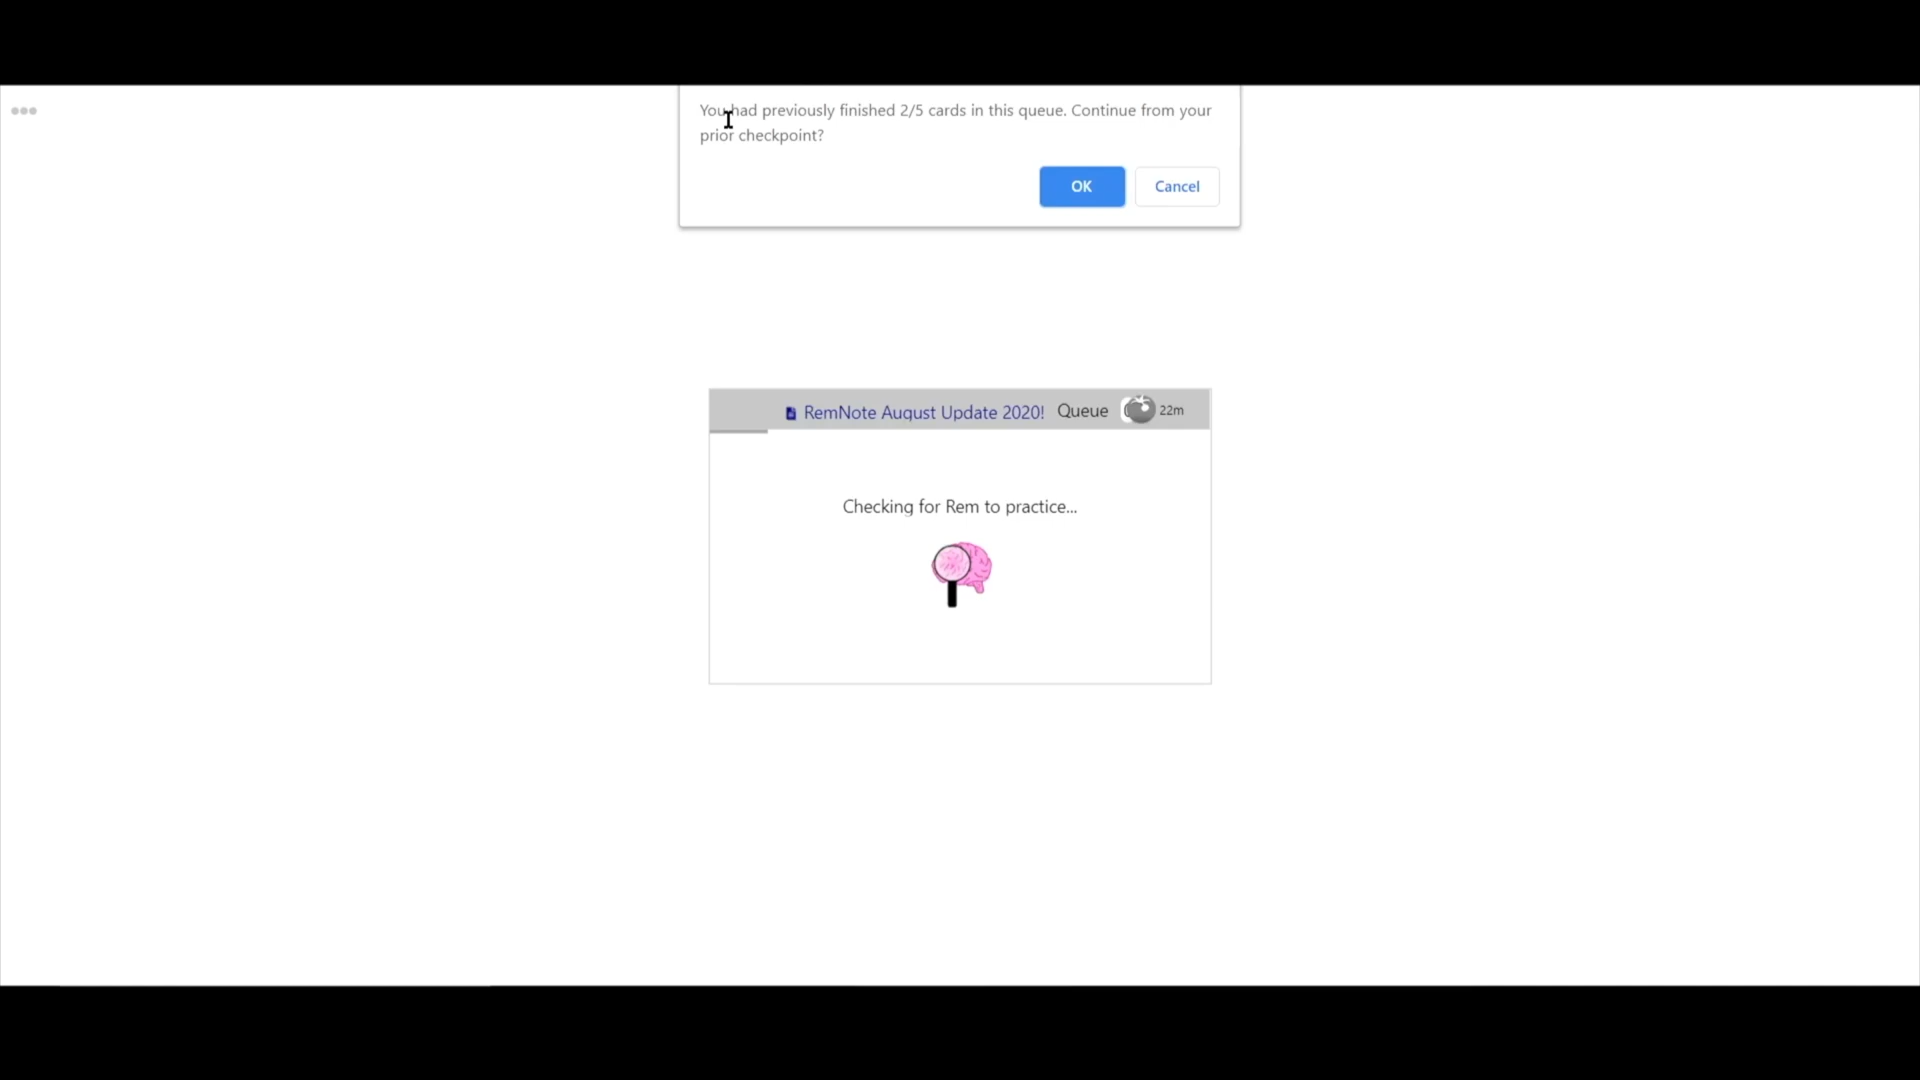 You had previously finished 2/5 cards in this queue. Continue from your
prior checkpoint?
OK Cancel
RemNote August Update 2020! Queue 22m
Checking for Rem to practice...